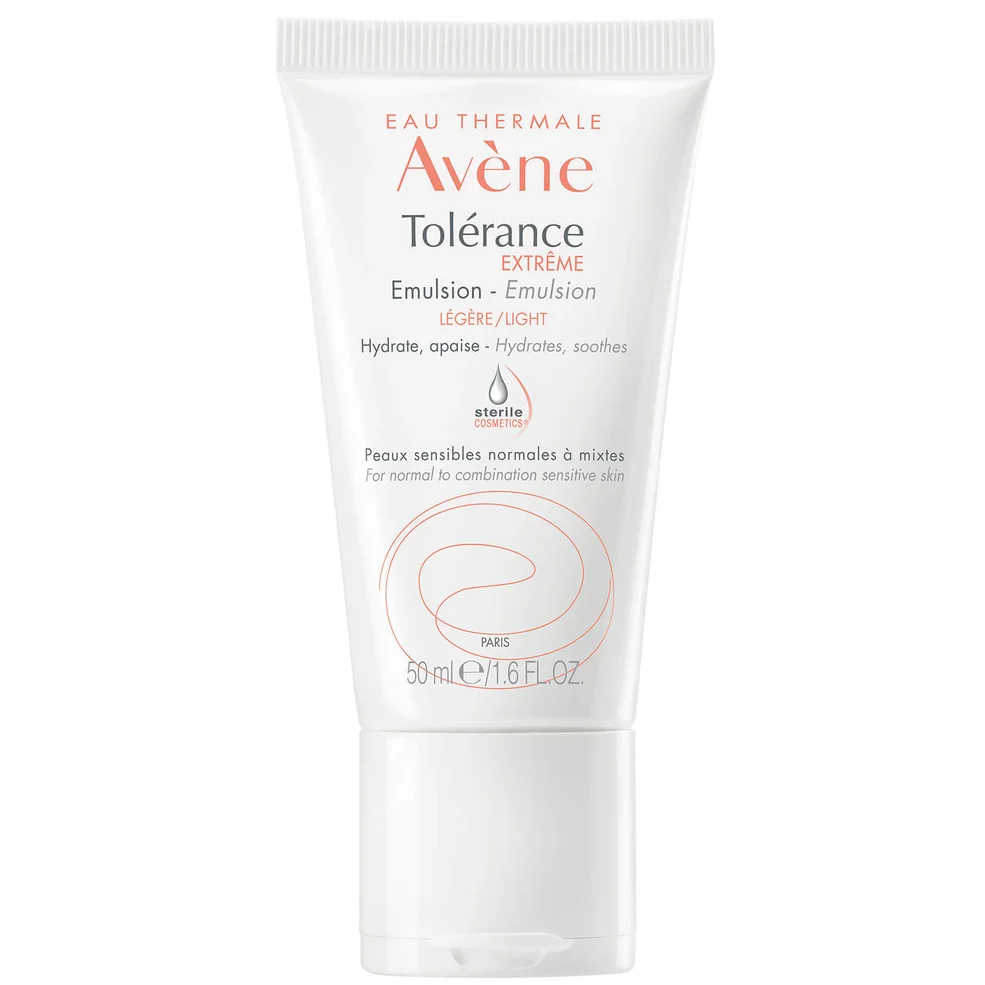 EAU THERMALE
Avène
Tolérance
EXTRÊME
Emulsion - Emulsion
LÉGÈRE/LIGHT
Hydrate, apaise - Hydrates, soothes
sterile
COSMETICS®
Peaux sensibles normales à mixtes
For normal to combination sensitive skin
PARIS
50 ml ℮/1.6 FL.OZ.